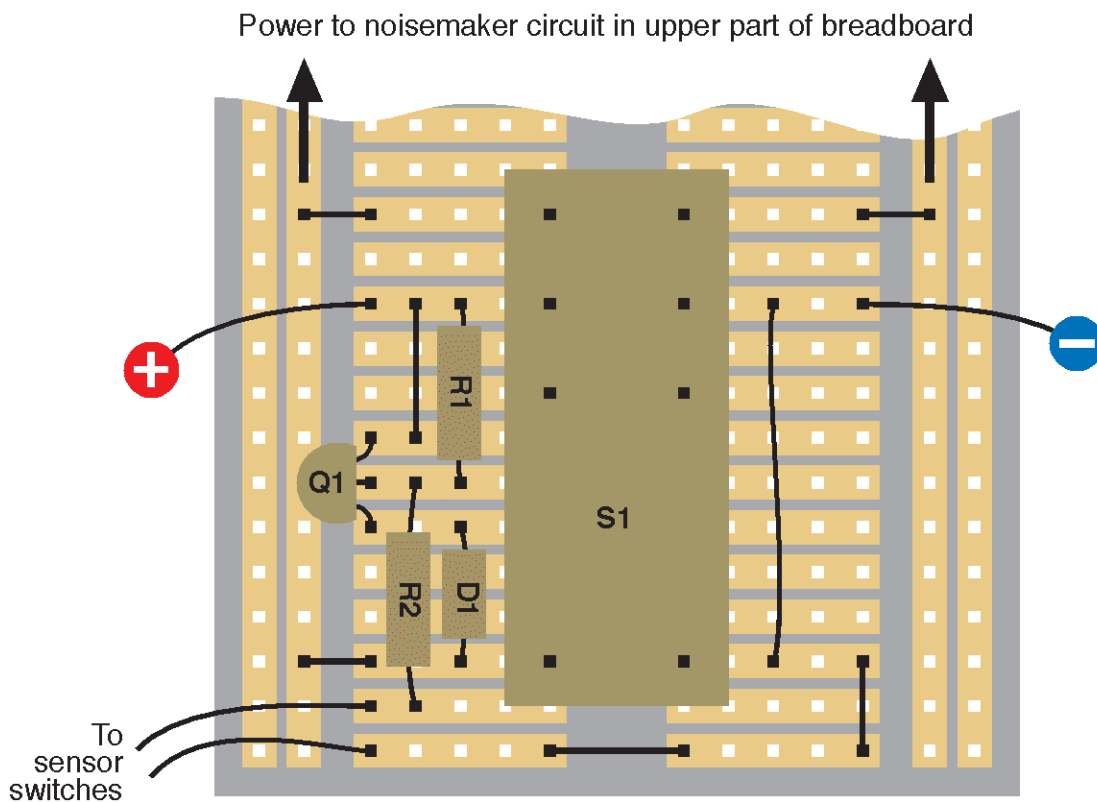 Power to noisemaker circuit in upper part of breadboard
+
−
R1
Q1
S1
R2
D1
To
sensor
switches